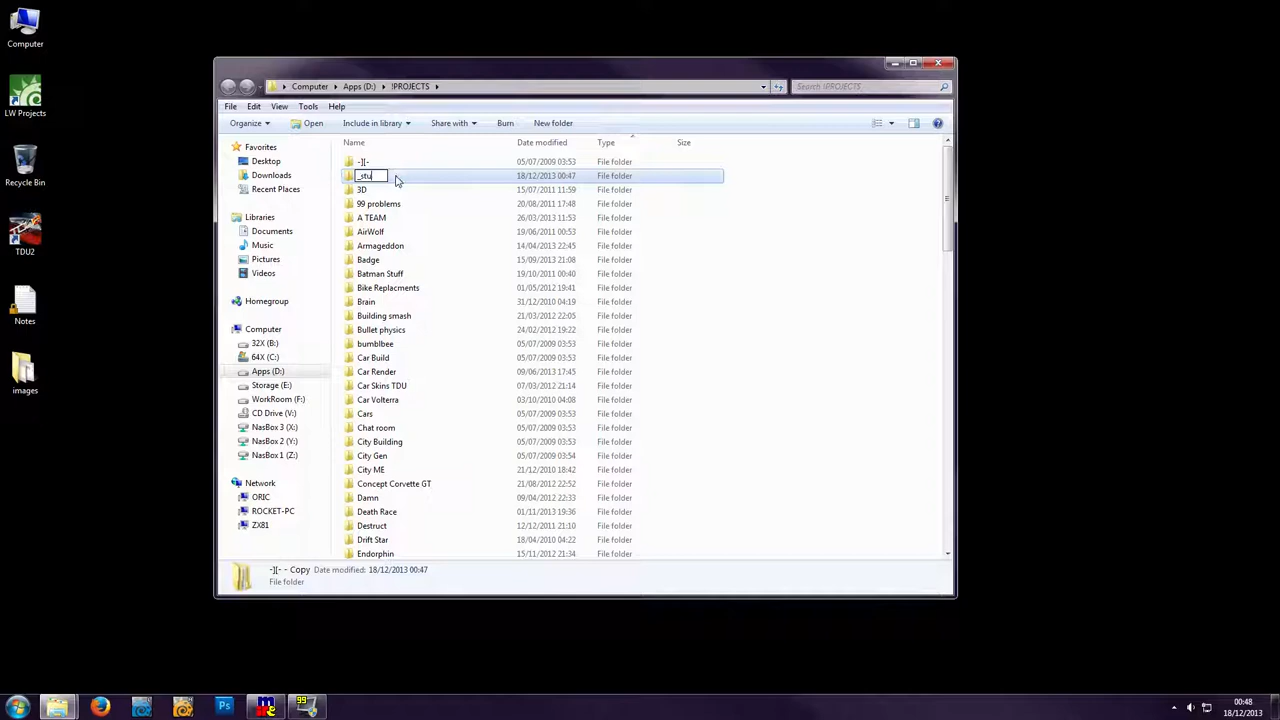 Computer
LW Projects
Recycle Bin
TDU2
Notes
images
Computer Apps (D:) !PROJECTS
Search !PROJECTS
File Edit View Tools Help
Organize Open Include in library Share with Burn New folder
Favorites
Desktop
Downloads
Recent Places
Libraries
Documents
Music
Pictures
Videos
Homegroup
Computer
32X (B:)
64X (C:)
Apps (D:)
Storage (E:)
WorkRoom (F:)
CD Drive (V:)
NasBox 3 (X:)
NasBox 2 (Y:)
NasBox 1 (Z:)
Network
ORIC
ROCKET-PC
ZX81
Name Date modified Type Size
-][- 05/07/2009 03:53 File folder
_stu 18/12/2013 00:47 File folder
3D 15/07/2011 11:59 File folder
99 problems 20/08/2011 17:48 File folder
A TEAM 26/03/2013 11:53 File folder
AirWolf 19/06/2011 00:53 File folder
Armageddon 14/04/2013 22:45 File folder
Badge 15/09/2013 21:08 File folder
Batman Stuff 19/10/2011 00:40 File folder
Bike Replacments 01/05/2012 19:41 File folder
Brain 31/12/2010 04:19 File folder
Building smash 21/03/2012 22:05 File folder
Bullet physics 24/02/2012 19:22 File folder
bumblbee 05/07/2009 03:53 File folder
Car Build 05/07/2009 03:53 File folder
Car Render 09/06/2013 17:45 File folder
Car Skins TDU 07/03/2012 21:14 File folder
Car Volterra 03/10/2010 04:08 File folder
Cars 05/07/2009 03:53 File folder
Chat room 05/07/2009 03:53 File folder
City Building 05/07/2009 03:53 File folder
City Gen 05/07/2009 03:54 File folder
City ME 21/12/2010 18:42 File folder
Concept Corvette GT 21/08/2012 22:52 File folder
Damn 09/04/2012 22:33 File folder
Death Race 01/11/2013 19:36 File folder
Destruct 12/12/2011 21:10 File folder
Drift Star 18/04/2010 04:22 File folder
Endorphin 15/11/2012 21:34 File folder
-][- - Copy Date modified: 18/12/2013 00:47
File folder
Ps
99
00:48
18/12/2013